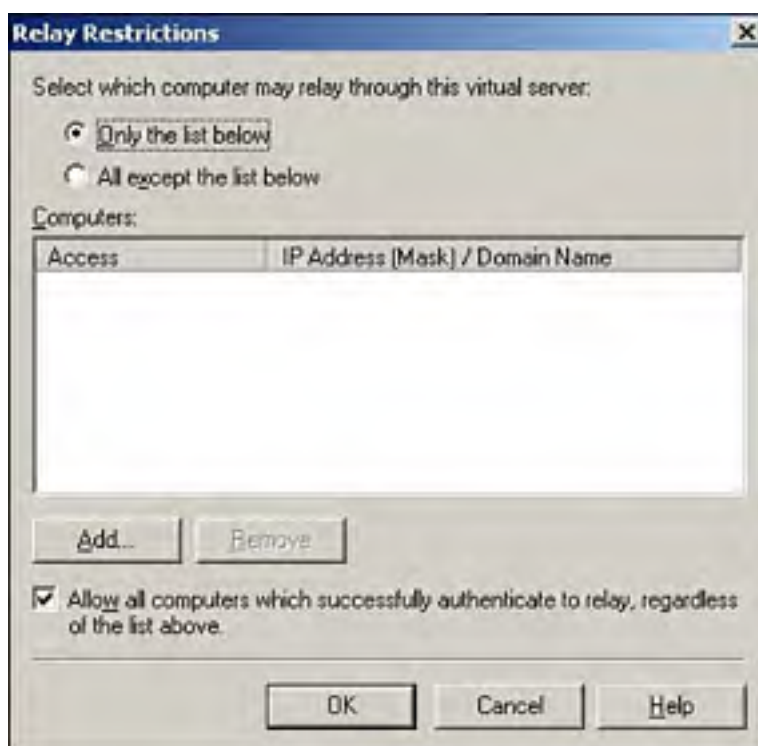 Relay Restrictions
Select which computer may relay through this virtual server:
Only the list below
All except the list below
Computers:
Access IP Address (Mask) / Domain Name
Add... Remove
Allow all computers which successfully authenticate to relay, regardless
of the list above.
OK Cancel Help